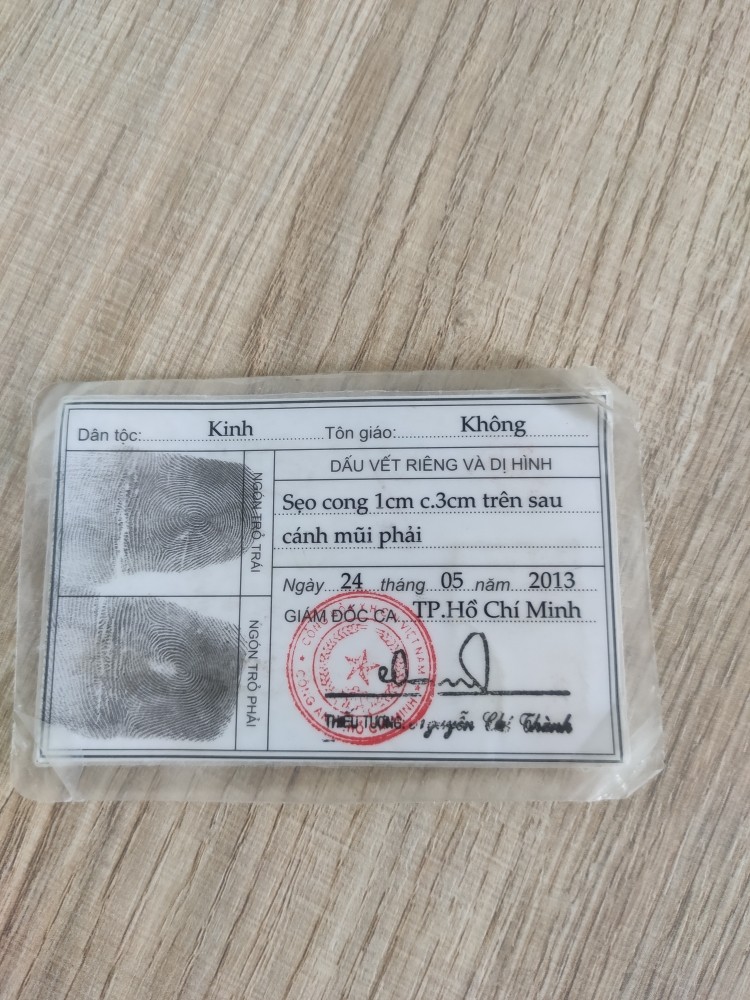 Dân tộc: Kinh Tôn giáo: Không
NGÓN TRỎ TRÁI
DẤU VẾT RIÊNG VÀ DỊ HÌNH
Sẹo cong 1cm c.3cm trên sau
cánh mũi phải
Ngày 24 tháng 05 năm 2013
GIÁM ĐỐC CA TP.Hồ Chí Minh
NGÓN TRỎ PHẢI
THIẾU TƯỚNG: Nguyễn Chí Thành